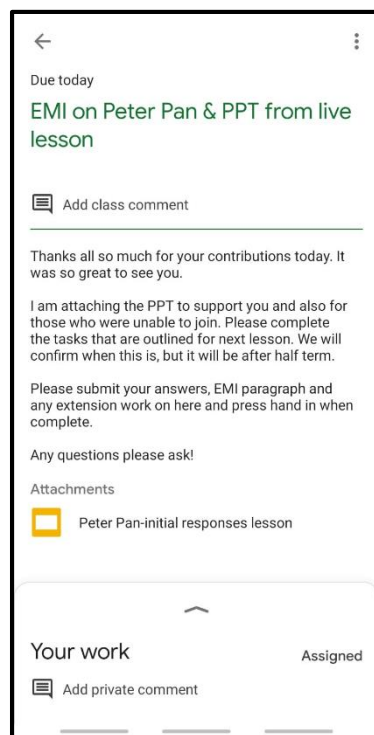 Due today
EMI on Peter Pan & PPT from live
lesson
Add class comment
Thanks all so much for your contributions today. It
was so great to see you.
I am attaching the PPT to support you and also for
those who were unable to join. Please complete
the tasks that are outlined for next lesson. We will
confirm when this is, but it will be after half term.
Please submit your answers, EMI paragraph and
any extension work on here and press hand in when
complete.
Any questions please ask!
Attachments
Peter Pan-initial responses lesson
Your work
Assigned
Add private comment